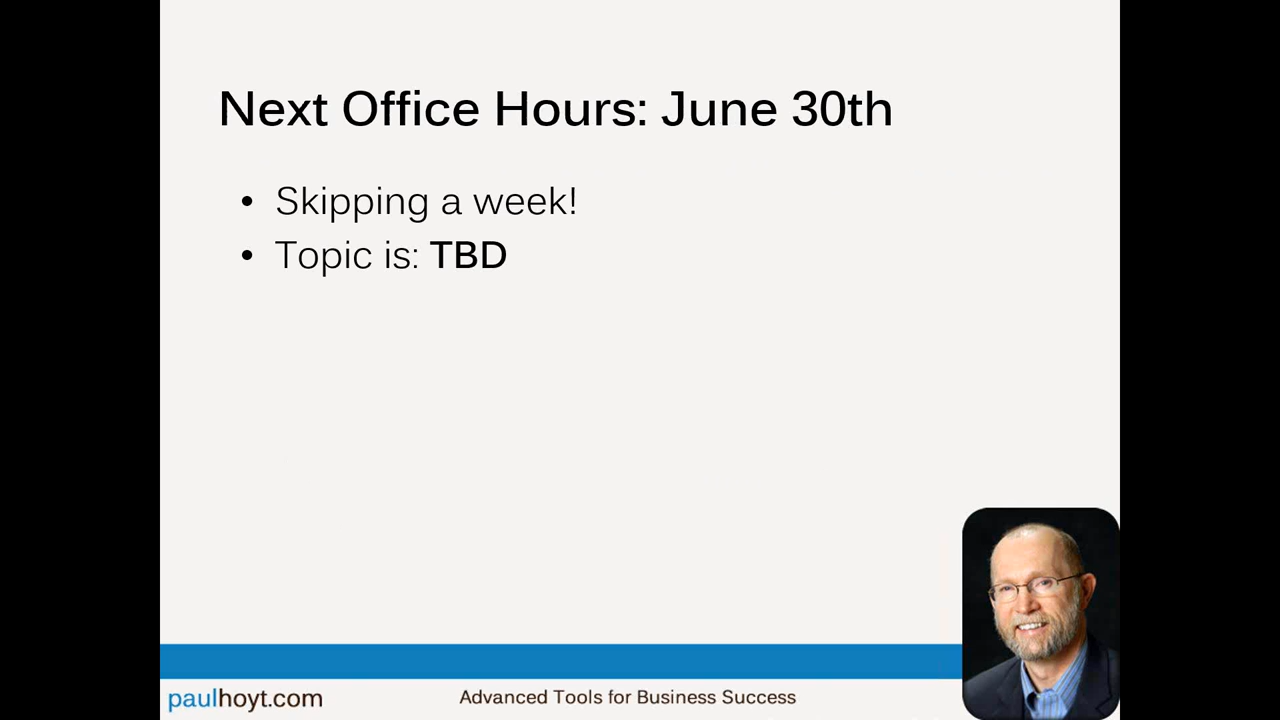 Next Office Hours: June 30th
• Skipping a week!
• Topic is: TBD
paulhoyt.com
Advanced Tools for Business Success